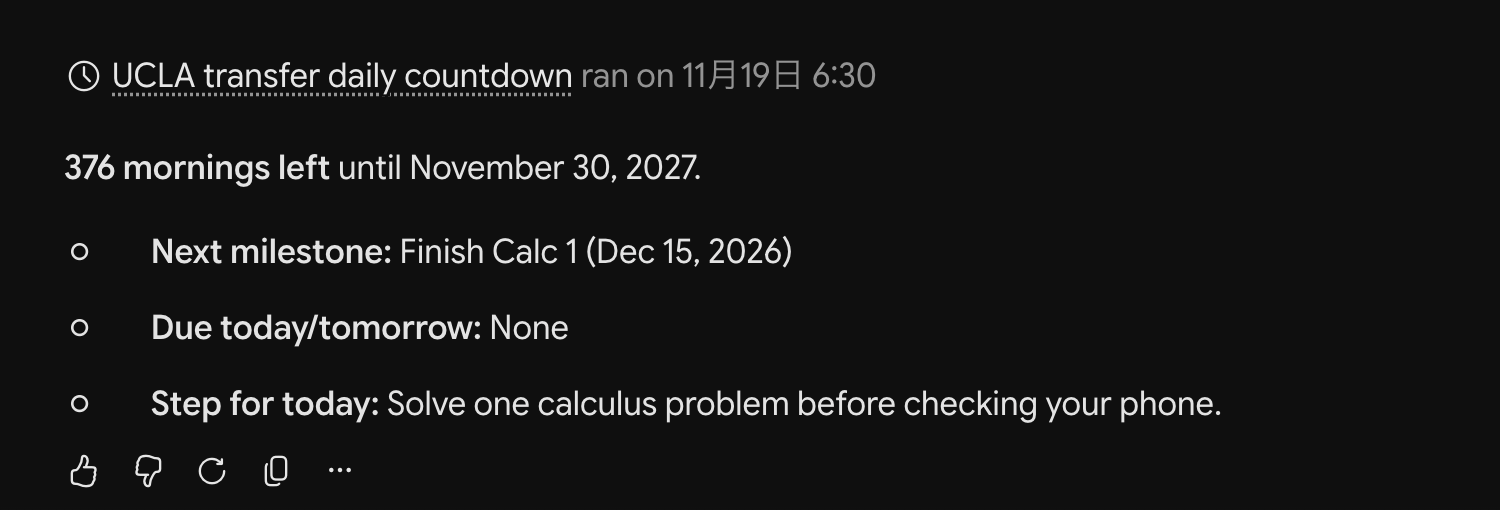 UCLA transfer daily countdown ran on 11月19日 6:30
376 mornings left until November 30, 2027.
Next milestone: Finish Calc 1 (Dec 15, 2026)
Due today/tomorrow: None
Step for today: Solve one calculus problem before checking your phone.